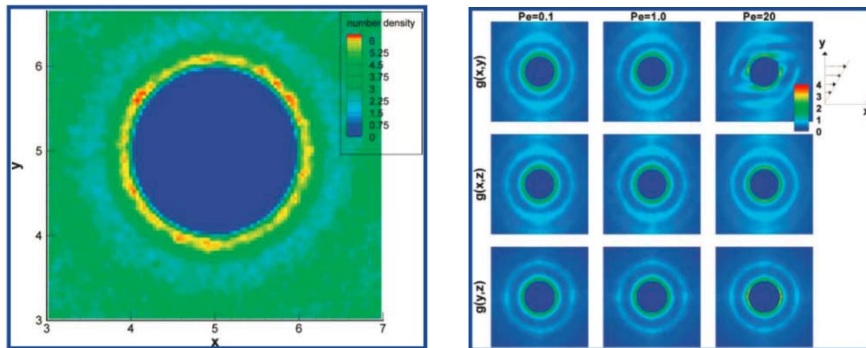 number density
6
5.25
4.5
3.75
3
2.25
1.5
0.75
0
6
5
4
3
y
3 4 5 6 7
x
Pe=0.1 Pe=1.0 Pe=20
g(x,y)
g(x,z)
g(y,z)
y
x
4
3
2
1
0